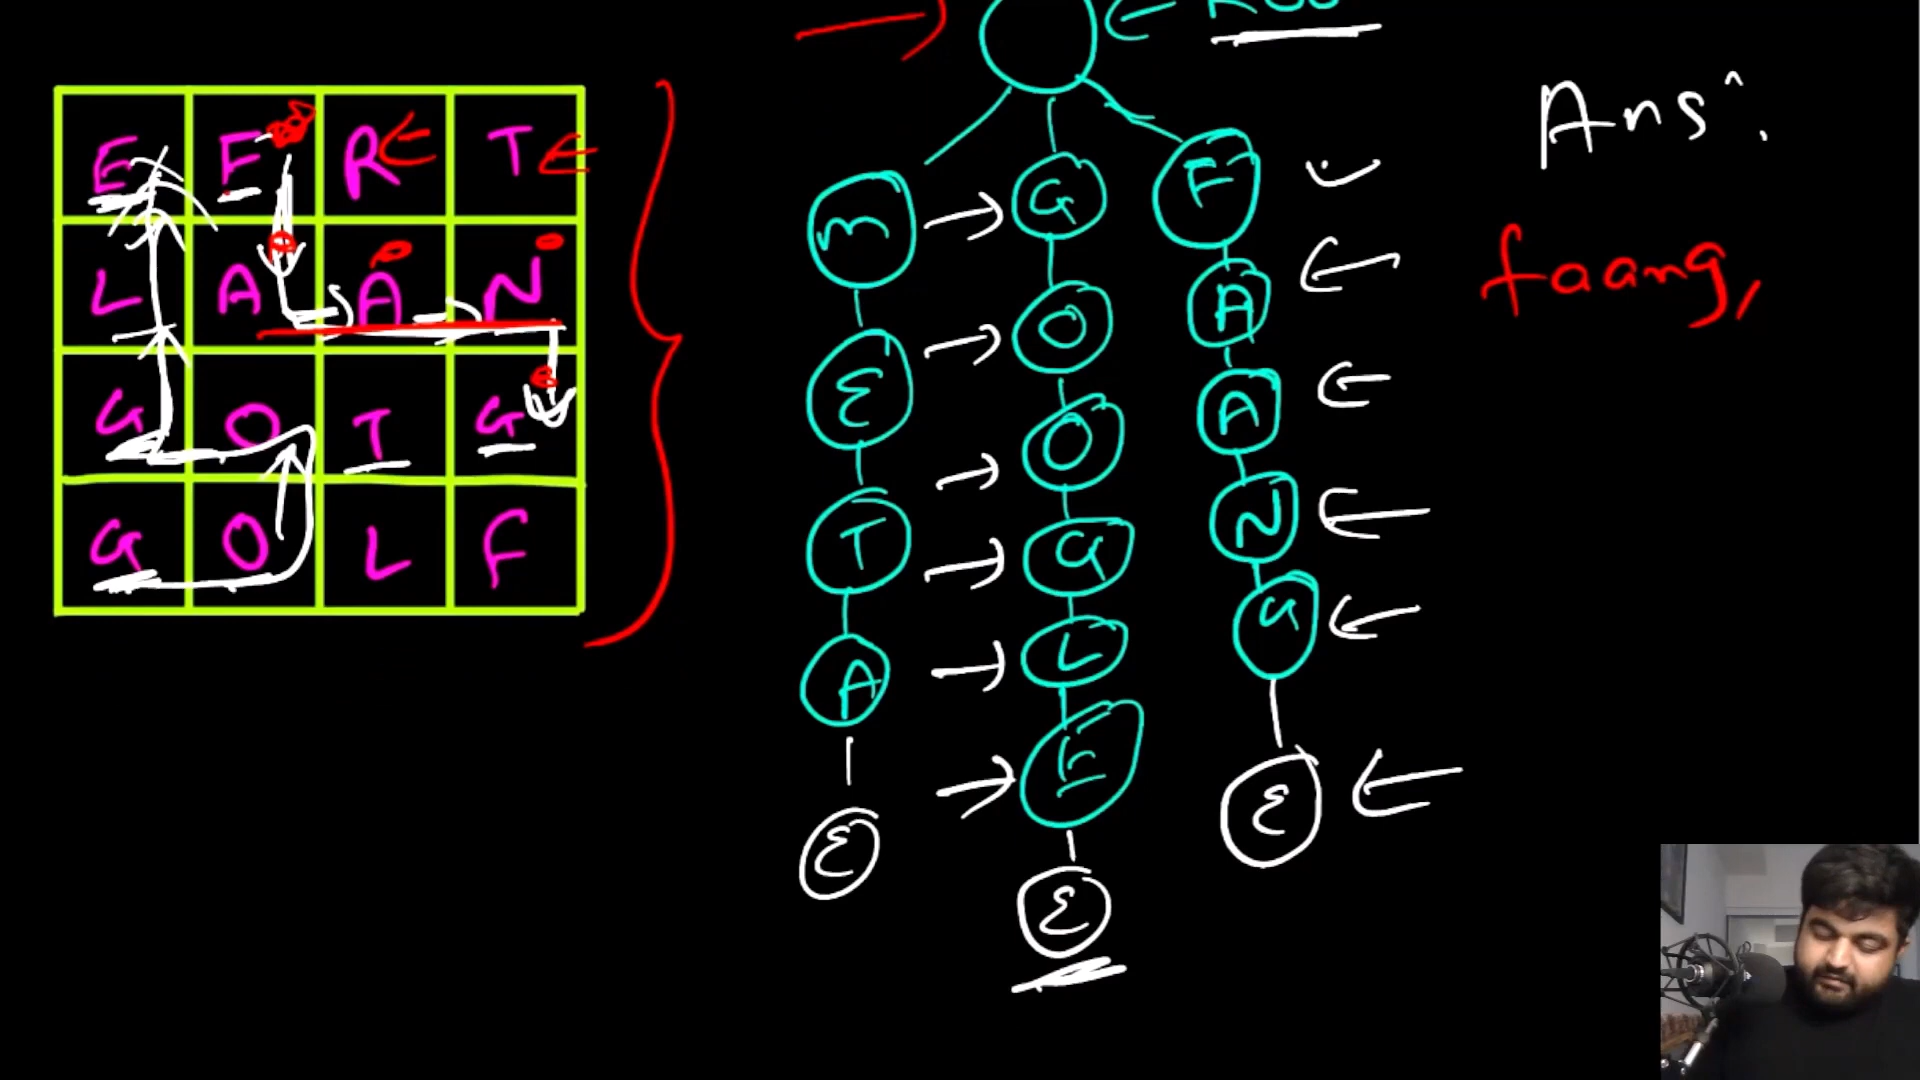 E F R T
L A A N
G O T G
G O L F
Ans:
faang,
m
E
T
A
E
G
O
O
G
L
E
E
F
A
A
N
G
E